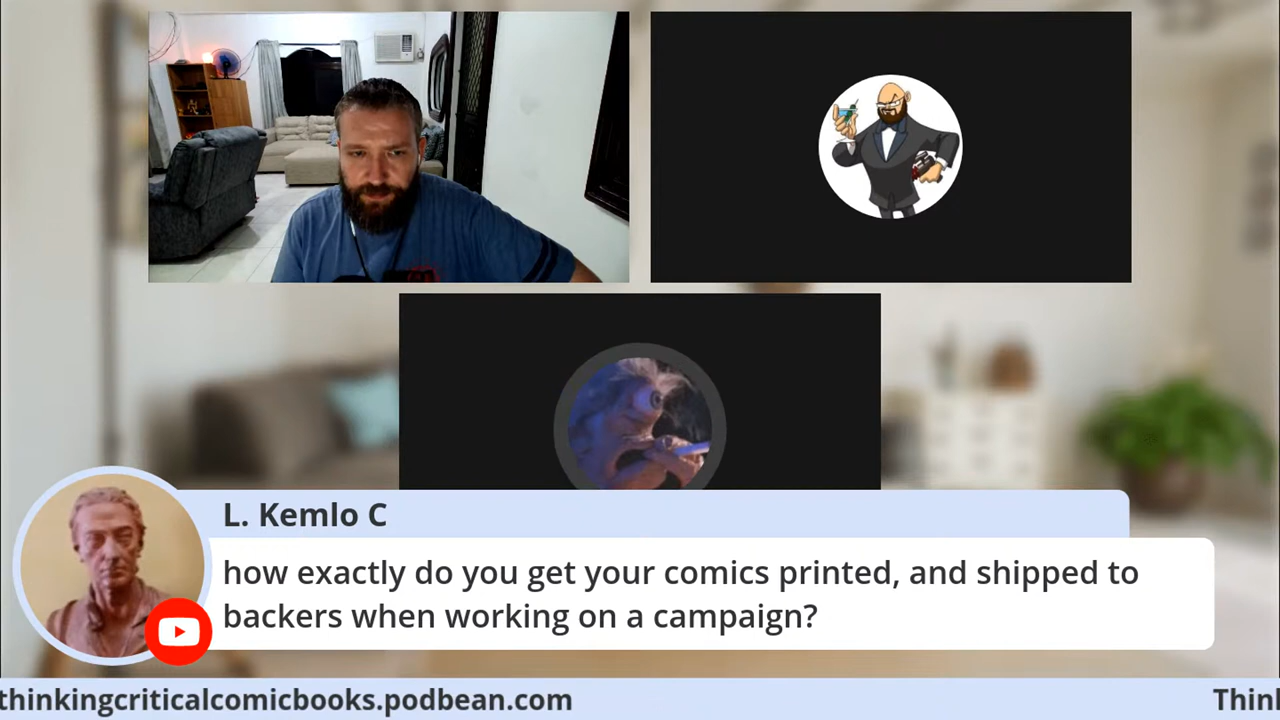 L. Kemlo C
how exactly do you get your comics printed, and shipped to
backers when working on a campaign?
thinkingcriticalcomicbooks.podbean.com
Think